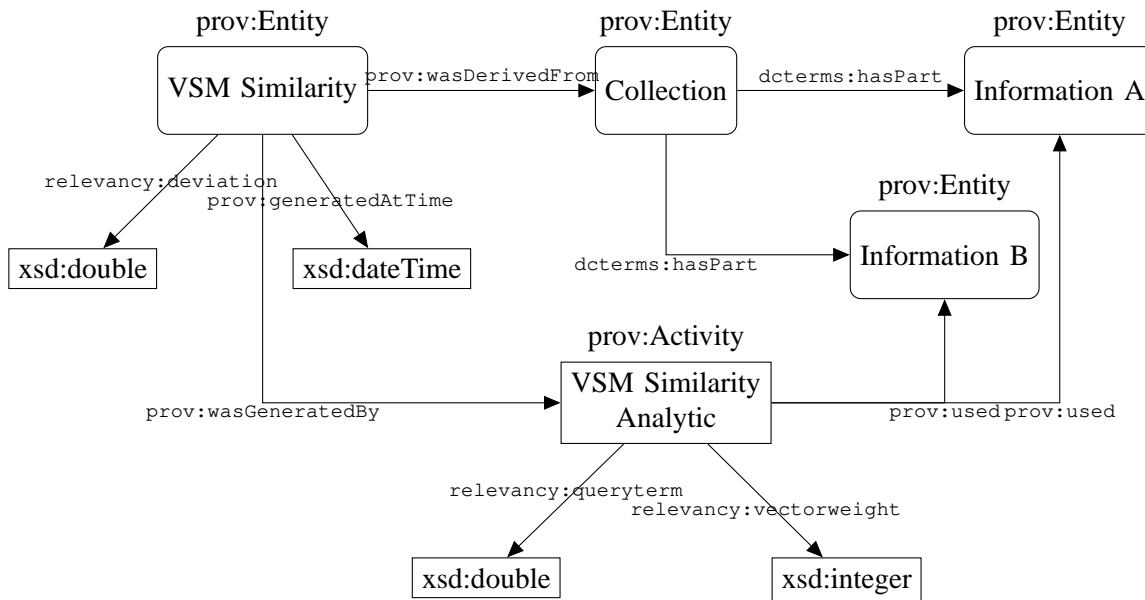 prov:Entity
prov:Entity
prov:Entity
VSM Similarity
prov:wasDerivedFrom
Collection
dcterms:hasPart
Information A
relevancy:deviation
prov:generatedAtTime
prov:Entity
xsd:double
xsd:dateTime
dcterms:hasPart
Information B
prov:Activity
VSM Similarity
Analytic
prov:wasGeneratedBy
prov:used
prov:used
relevancy:queryterm
relevancy:vectorweight
xsd:double
xsd:integer